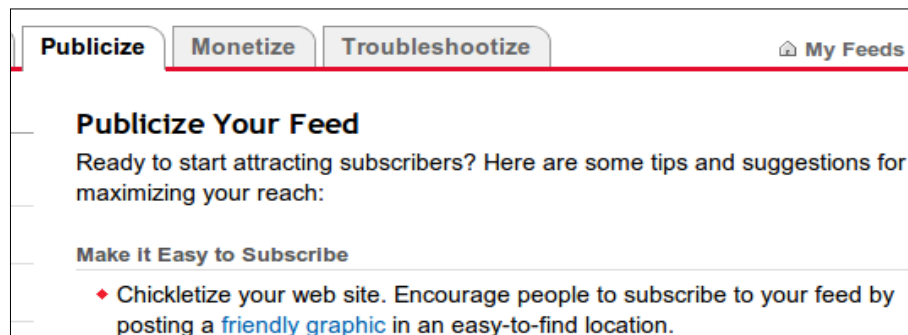 Publicize Monetize Troubleshootize My Feeds
Publicize Your Feed
Ready to start attracting subscribers? Here are some tips and suggestions for
maximizing your reach:
Make it Easy to Subscribe
Chickletize your web site. Encourage people to subscribe to your feed by
posting a friendly graphic in an easy-to-find location.